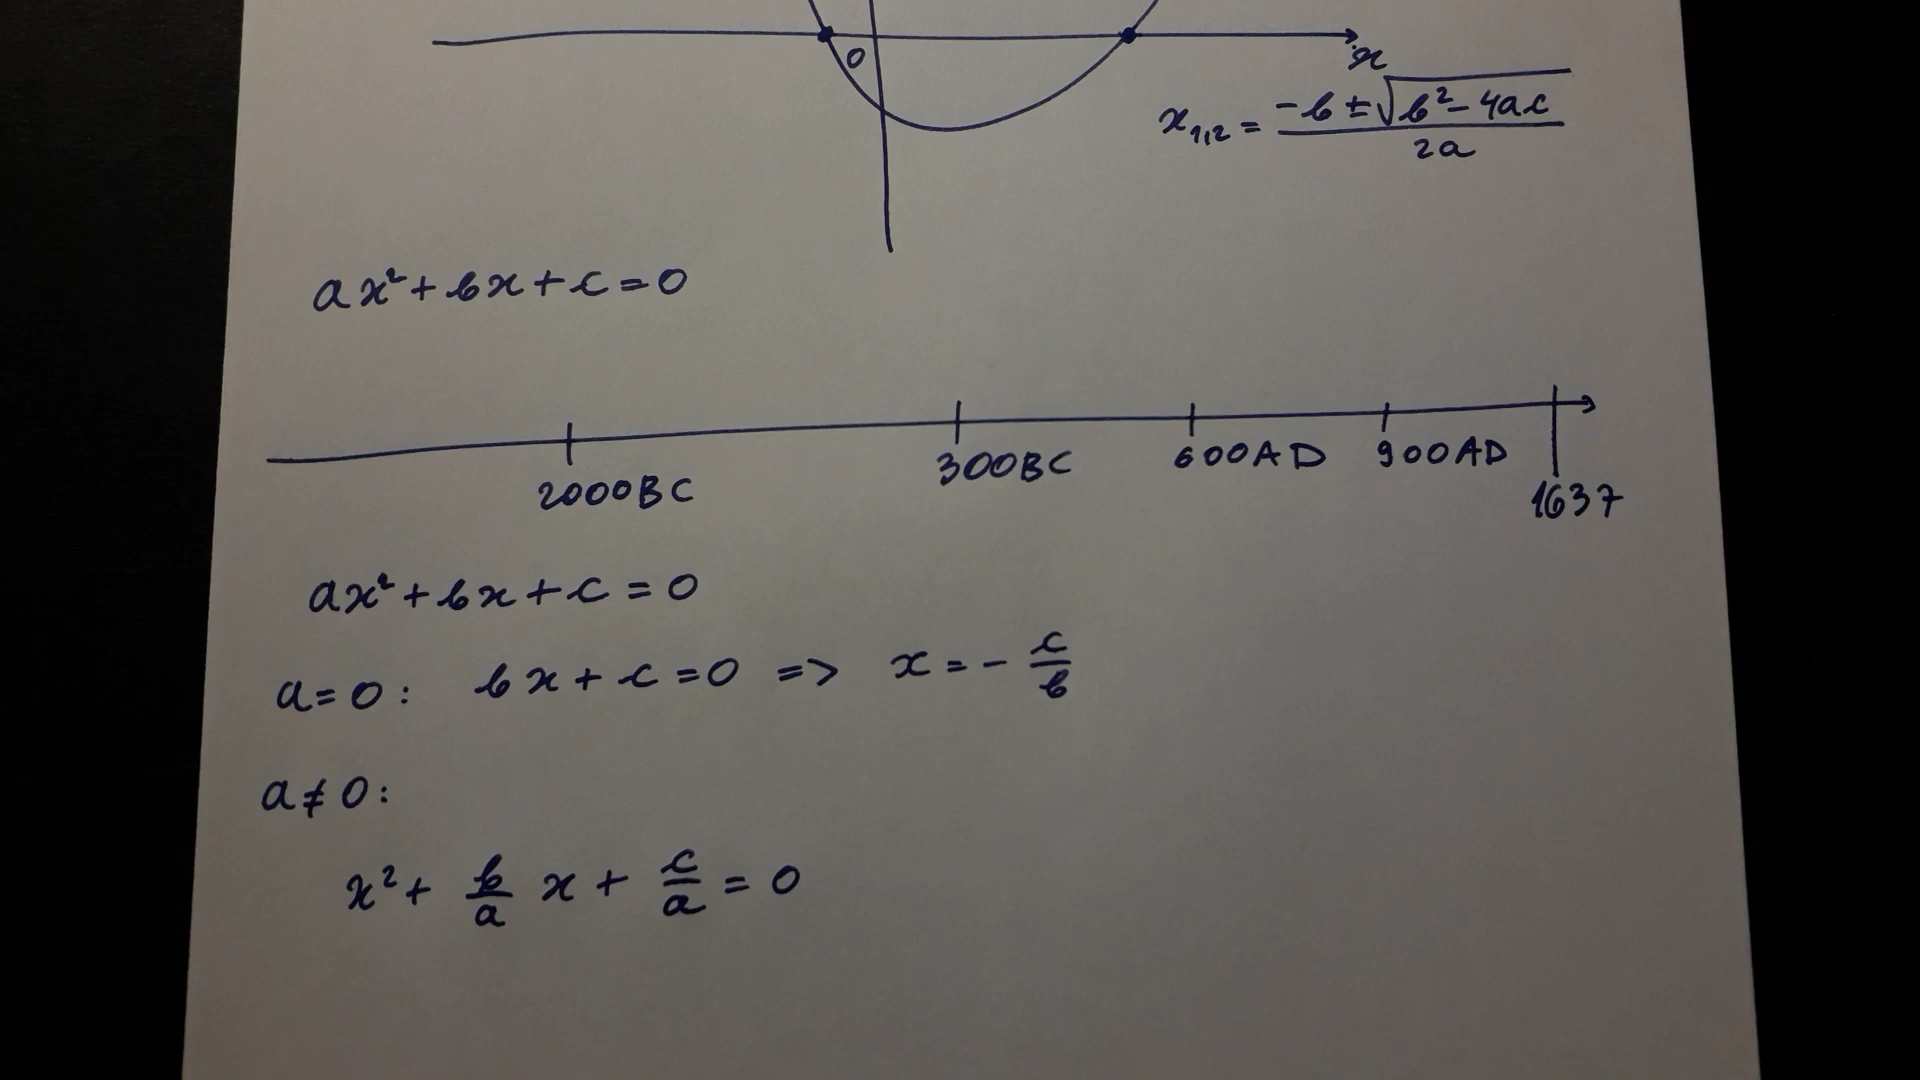 0
x
x₁,₂ = (-b ± √(b² - 4ac)) / 2a
ax² + bx + c = 0
2000BC 300BC 600AD 900AD 1637
ax² + bx + c = 0
a = 0: bx + c = 0 => x = - c/b
a ≠ 0:
x² + b/a x + c/a = 0